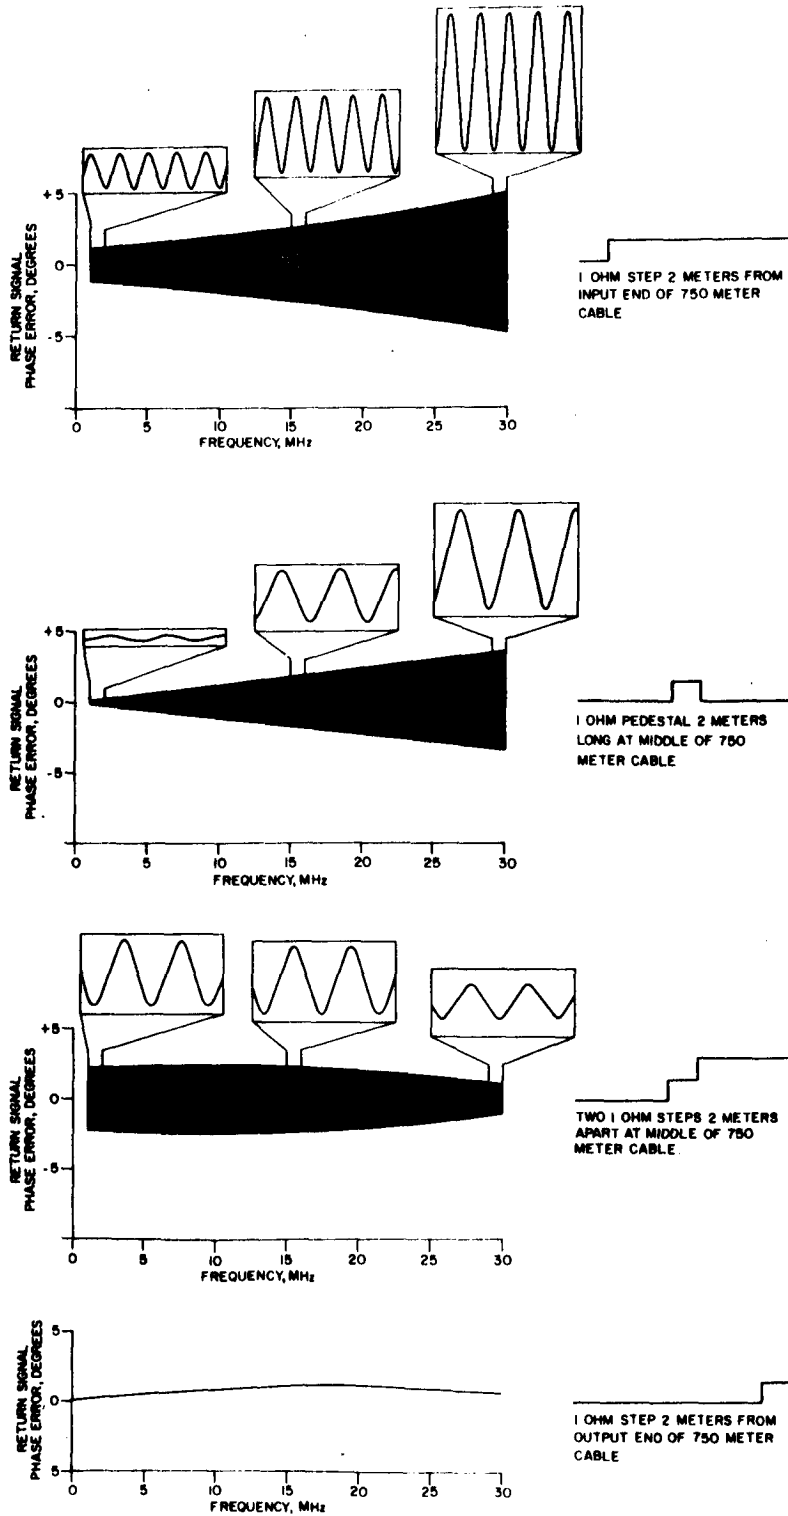 +5
0
-5
RETURN SIGNAL
PHASE ERROR, DEGREES
0 5 10 15 20 25 30
FREQUENCY, MHz
1 OHM STEP 2 METERS FROM
INPUT END OF 750 METER
CABLE
+5
0
-5
RETURN SIGNAL
PHASE ERROR, DEGREES
0 5 10 15 20 25 30
FREQUENCY, MHz
1 OHM PEDESTAL 2 METERS
LONG AT MIDDLE OF 750
METER CABLE
+5
0
-5
RETURN SIGNAL
PHASE ERROR, DEGREES
0 5 10 15 20 25 30
FREQUENCY, MHz
TWO 1 OHM STEPS 2 METERS
APART AT MIDDLE OF 750
METER CABLE.
5
0
5
RETURN SIGNAL
PHASE ERROR, DEGREES
0 5 10 15 20 25 30
FREQUENCY, MHz
1 OHM STEP 2 METERS FROM
OUTPUT END OF 750 METER
CABLE